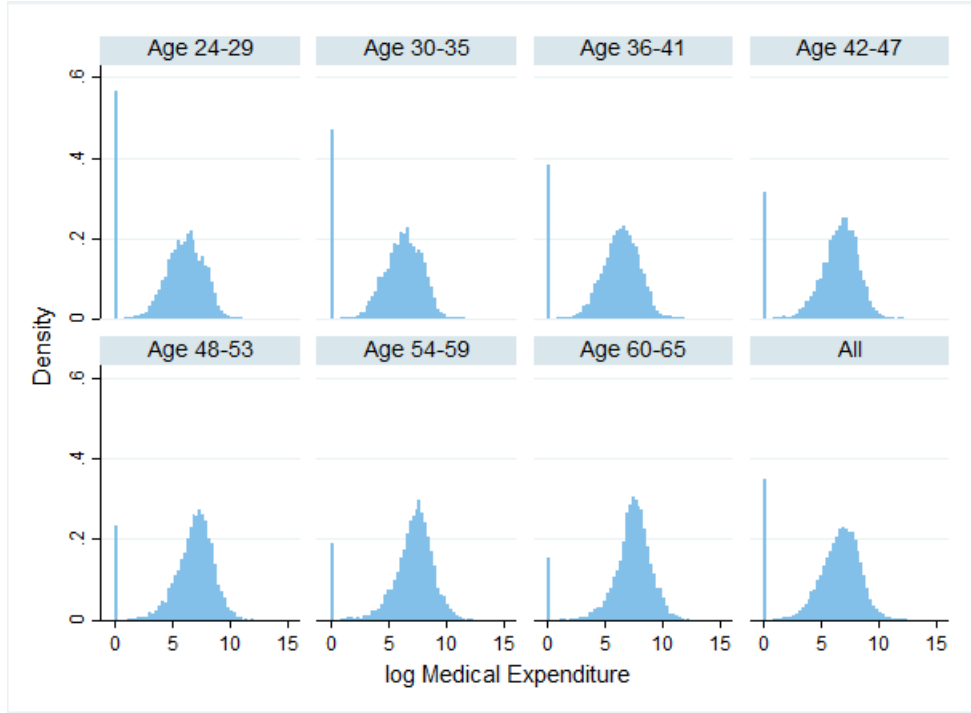 Age 24-29 Age 30-35 Age 36-41 Age 42-47
.6
.4
.2
0
Age 48-53 Age 54-59 Age 60-65 All
.6
.4
.2
0
0 5 10 15 0 5 10 15 0 5 10 15 0 5 10 15
Density
log Medical Expenditure